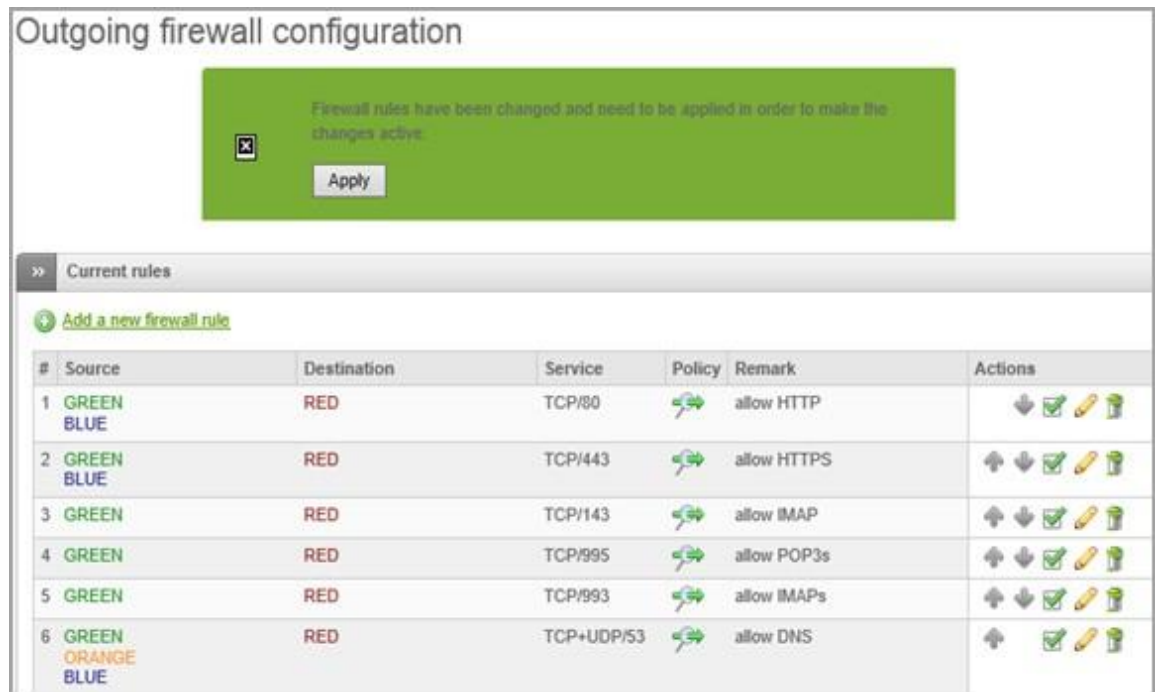 Outgoing firewall configuration
Firewall rules have been changed and need to be applied in order to make the
changes active.
Apply
» Current rules
Add a new firewall rule
# Source Destination Service Policy Remark Actions
1 GREEN RED TCP/80 allow HTTP
BLUE
2 GREEN RED TCP/443 allow HTTPS
BLUE
3 GREEN RED TCP/143 allow IMAP
4 GREEN RED TCP/995 allow POP3s
5 GREEN RED TCP/993 allow IMAPs
6 GREEN RED TCP+UDP/53 allow DNS
ORANGE
BLUE